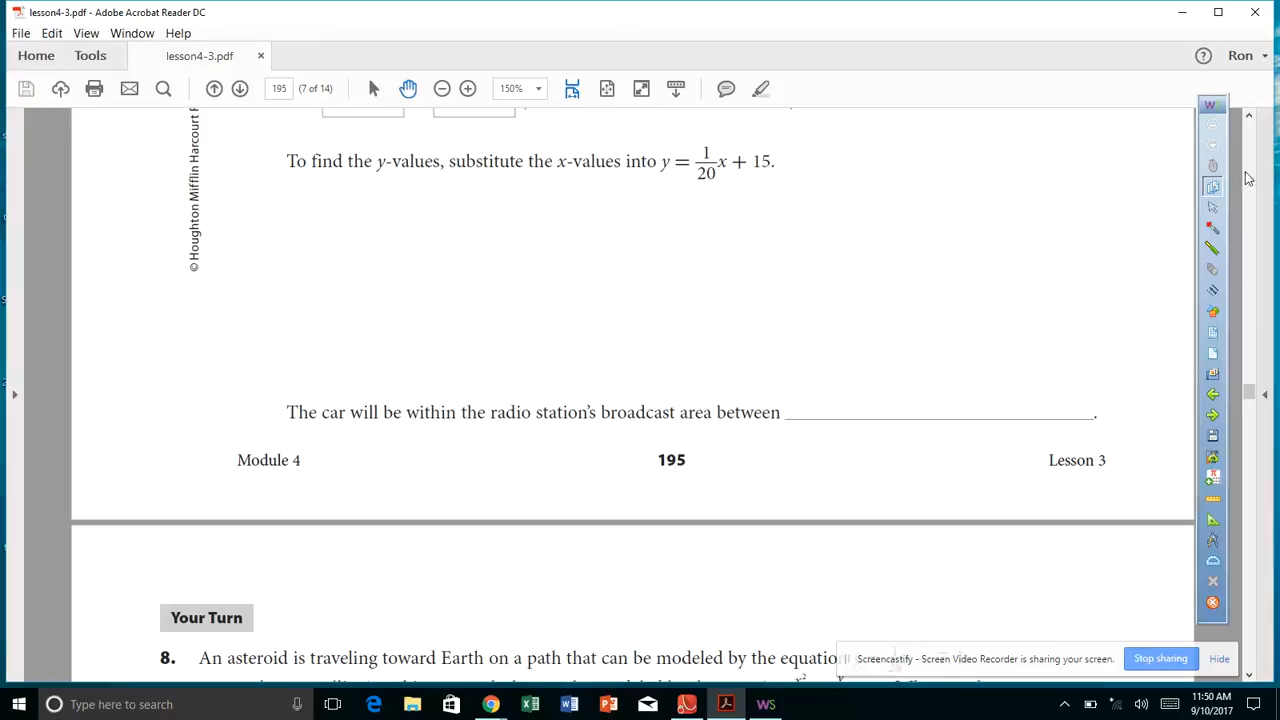 lesson4-3.pdf - Adobe Acrobat Reader DC
File Edit View Window Help
Home Tools lesson4-3.pdf × Ron
195 (7 of 14) 150%
© Houghton Mifflin Harcourt
To find the y-values, substitute the x-values into y = 1/20 x + 15.
The car will be within the radio station's broadcast area between ____________________.
Module 4 195 Lesson 3
Your Turn
8. An asteroid is traveling toward Earth on a path that can be modeled by the equation
Screencastify - Screen Video Recorder is sharing your screen. Stop sharing Hide
Type here to search
11:50 AM
9/10/2017